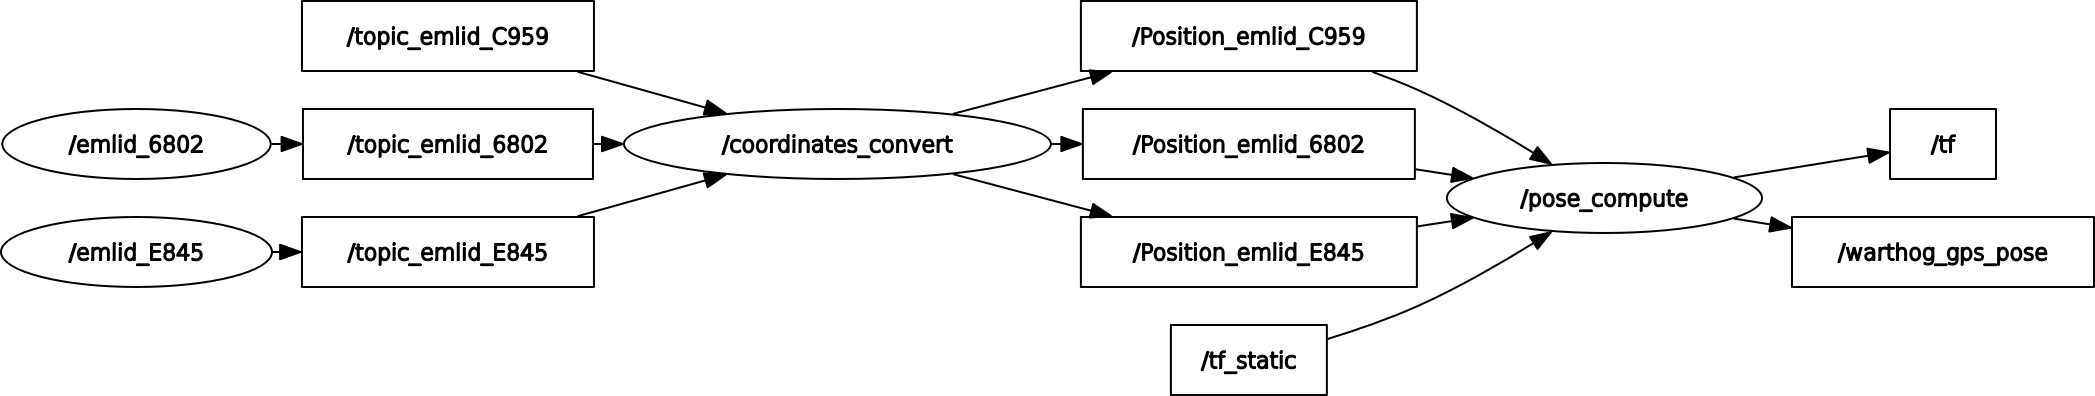 /topic_emlid_C959
/Position_emlid_C959
/emlid_6802
/topic_emlid_6802
/coordinates_convert
/Position_emlid_6802
/tf
/pose_compute
/emlid_E845
/topic_emlid_E845
/Position_emlid_E845
/warthog_gps_pose
/tf_static